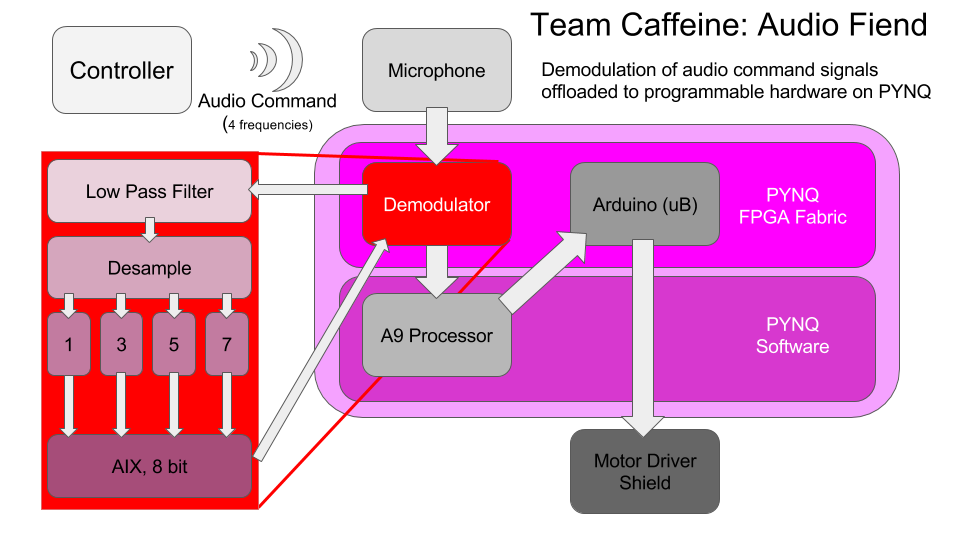 Team Caffeine: Audio Fiend
Controller
Audio Command
(4 frequencies)
Microphone
Demodulation of audio command signals
offloaded to programmable hardware on PYNQ
Low Pass Filter
Desample
1 3 5 7
AIX, 8 bit
Demodulator
Arduino (uB)
PYNQ
FPGA Fabric
A9 Processor
PYNQ
Software
Motor Driver
Shield